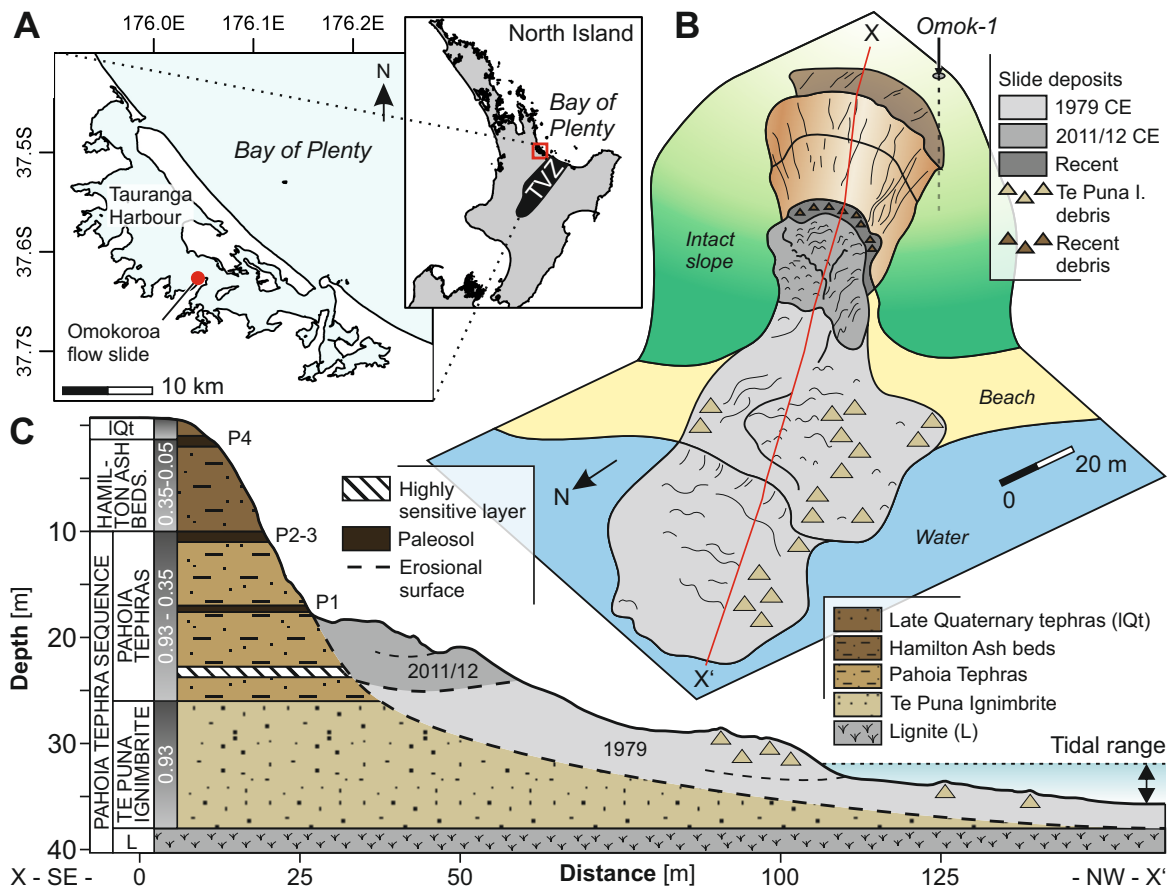 A
176.0E
176.1E
176.2E
N
37.5S
37.6S
37.7S
Bay of Plenty
Tauranga
Harbour
Omokoroa
flow slide
10 km
North Island
Bay of
Plenty
TVZ
B
X
Omok-1
Slide deposits
1979 CE
2011/12 CE
Recent
Te Puna I.
debris
Recent
debris
Intact
slope
Beach
N
20 m
0
Water
X‘
C
lQt
HAMIL-
TON ASH
BEDS.
0.35-0.05
PAHOIA TEPHRA SEQUENCE
PAHOIA
TEPHRAS
0.93 - 0.35
TE PUNA
IGNIMBRITE
0.93
L
P4
P2-3
P1
Highly
sensitive layer
Paleosol
Erosional
surface
2011/12
1979
Late Quaternary tephras (lQt)
Hamilton Ash beds
Pahoia Tephras
Te Puna Ignimbrite
Lignite (L)
Tidal range
Depth [m]
10
20
30
40
X - SE -
0
25
50
Distance [m]
100
125
- NW - X‘